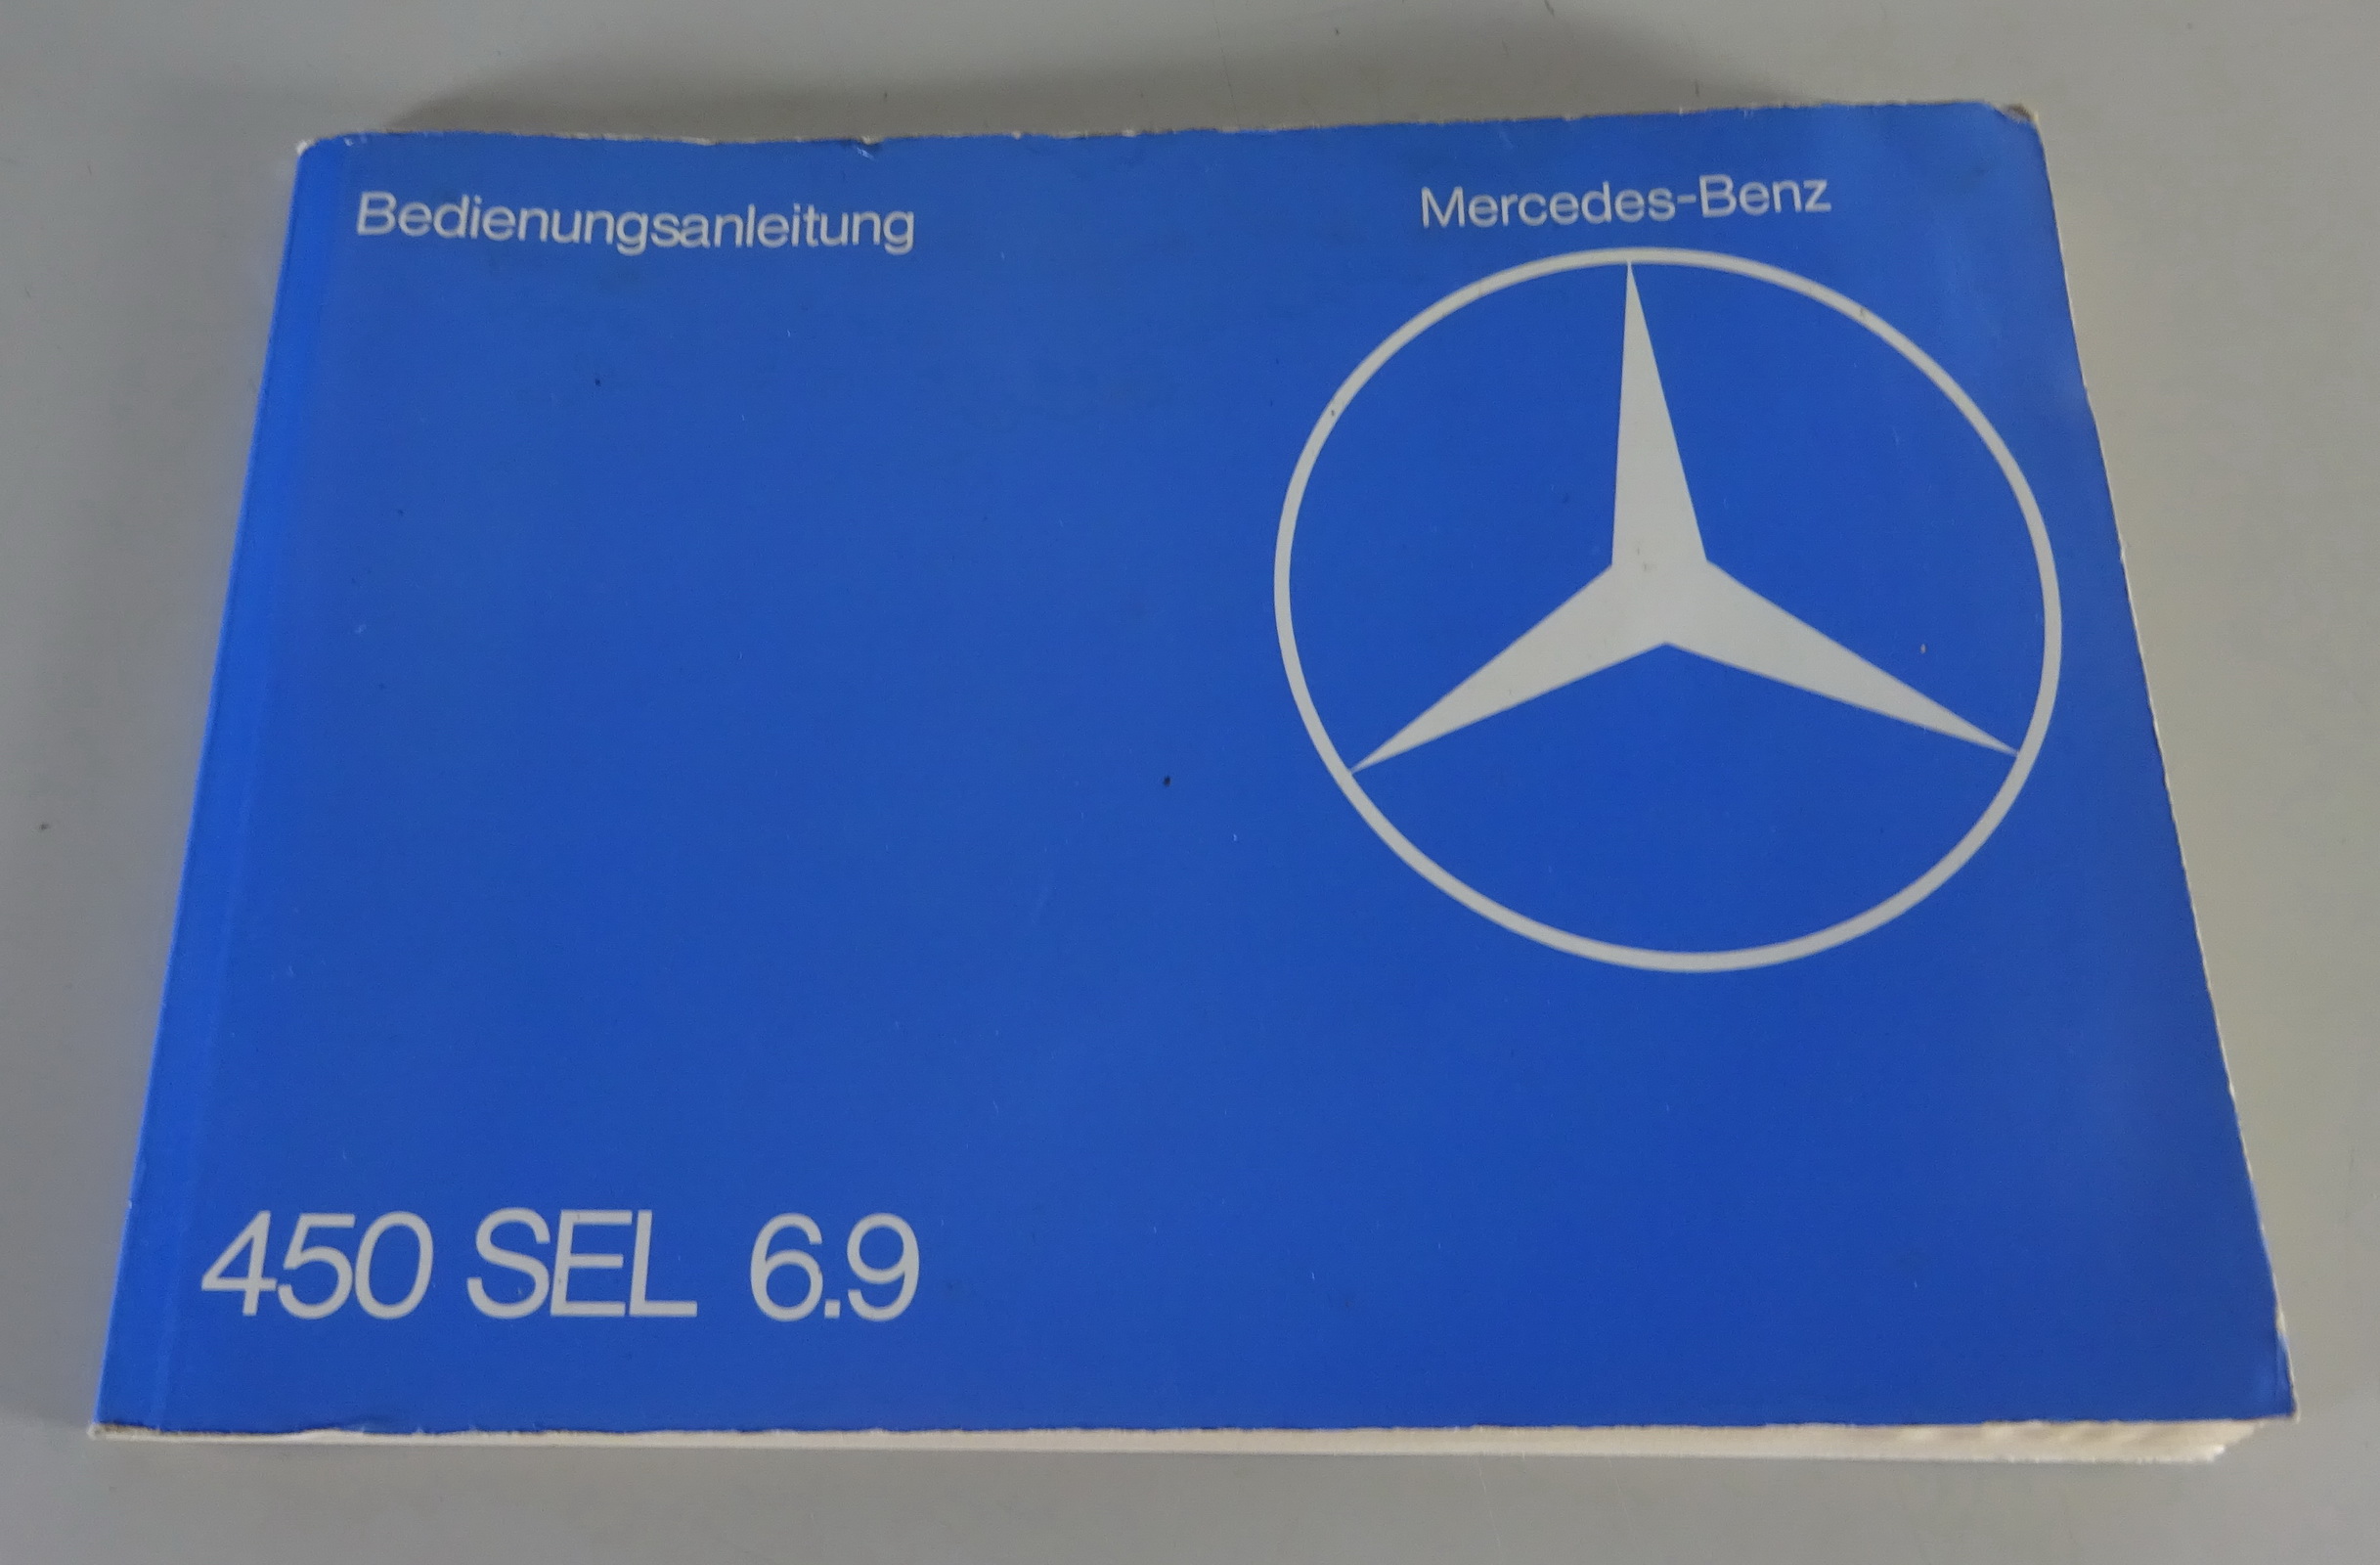 Bedienungsanleitung
Mercedes-Benz
450 SEL 6.9